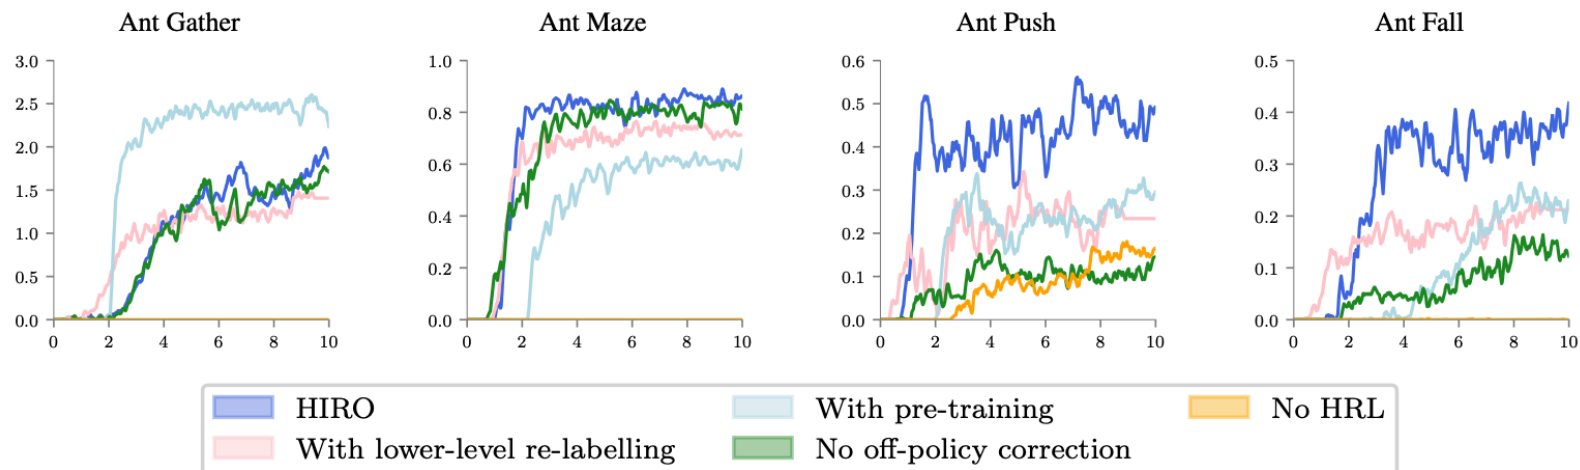 Ant Gather
Ant Maze
Ant Push
Ant Fall
3.0
2.5
2.0
1.5
1.0
0.5
0.0
0 2 4 6 8 10
1.0
0.8
0.6
0.4
0.2
0.0
0 2 4 6 8 10
0.6
0.5
0.4
0.3
0.2
0.1
0.0
0 2 4 6 8 10
0.5
0.4
0.3
0.2
0.1
0.0
0 2 4 6 8 10
HIRO
With pre-training
No HRL
With lower-level re-labelling
No off-policy correction